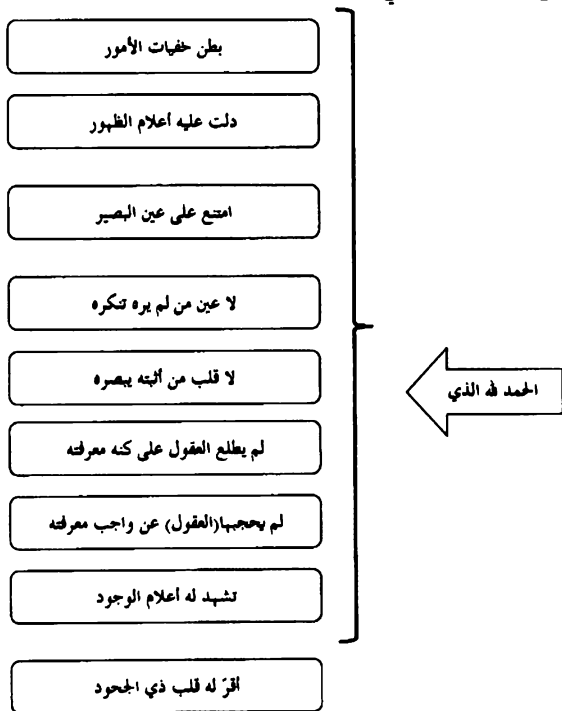 الحمد لله الذي
بطن خفيات الأمور
دلت عليه أعلام الظهور
امتنع على عين البصير
لا عين من لم يره تنكره
لا قلب من أثبته يبصره
لم يطلع العقول على كنه معرفته
لم يحجبها(العقول) عن واجب معرفته
تشهد له أعلام الوجود
أقرّ له قلب ذي الجحود